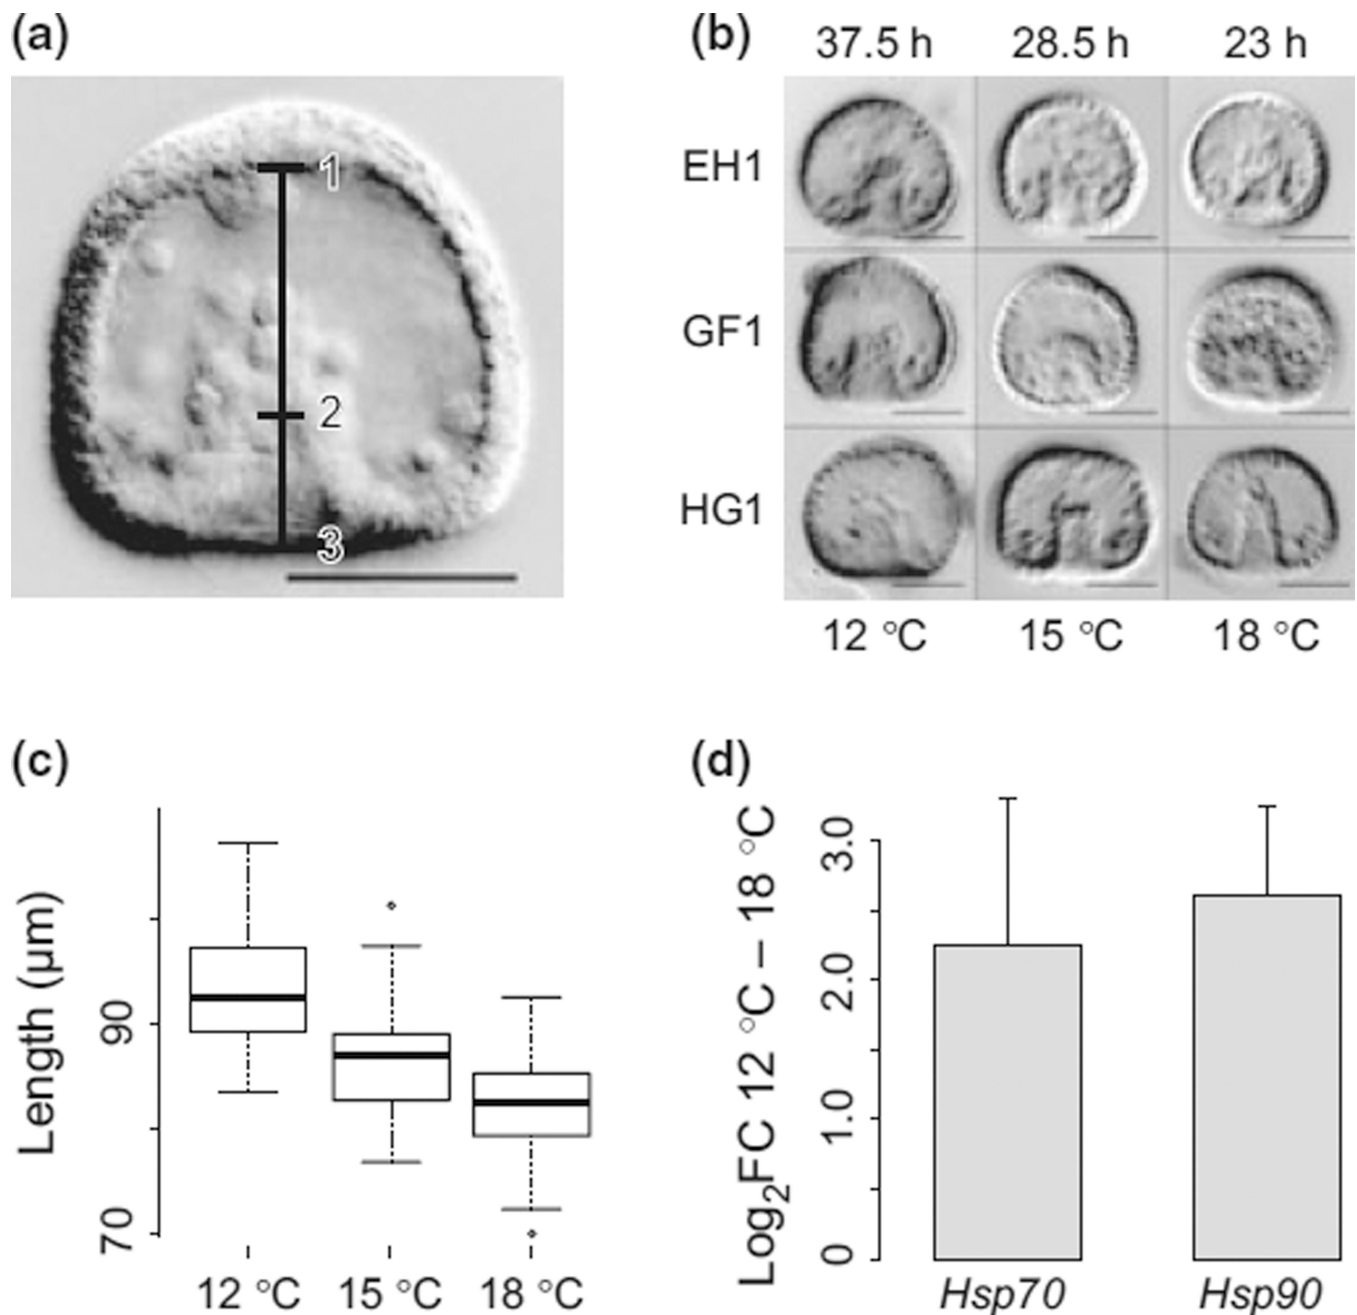 (a)
1
2
3
(b)
37.5 h 28.5 h 23 h
EH1
GF1
HG1
12 °C 15 °C 18 °C
(c)
Length (µm)
90
70
12 °C 15 °C 18 °C
(d)
Log₂FC 12 °C – 18 °C
3.0
2.0
1.0
0
Hsp70 Hsp90